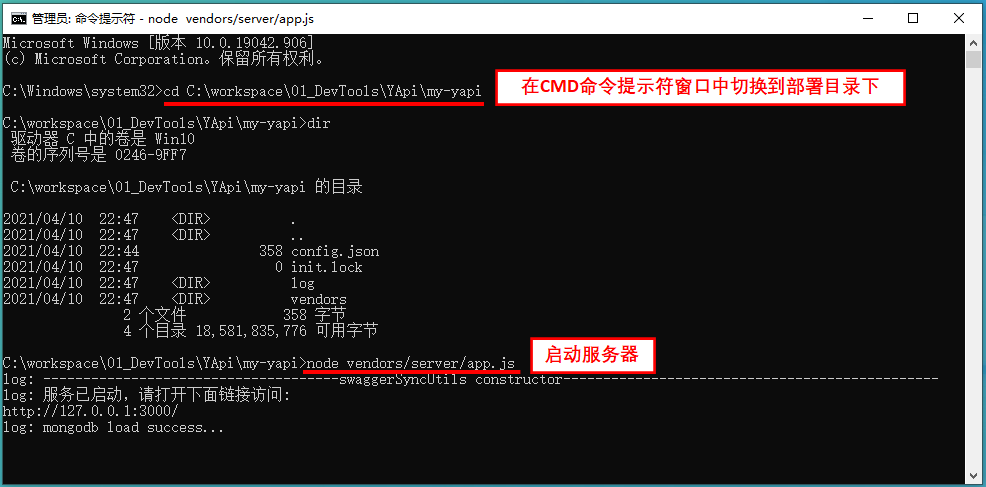 管理员: 命令提示符 - node  vendors/server/app.js
Microsoft Windows [版本 10.0.19042.906]
(c) Microsoft Corporation。保留所有权利。
C:\Windows\system32>cd C:\workspace\01_DevTools\YApi\my-yapi
在CMD命令提示符窗口中切换到部署目录下
C:\workspace\01_DevTools\YApi\my-yapi>dir
 驱动器 C 中的卷是 Win10
 卷的序列号是 0246-9FF7
 C:\workspace\01_DevTools\YApi\my-yapi 的目录
2021/04/10  22:47    <DIR>          .
2021/04/10  22:47    <DIR>          ..
2021/04/10  22:44               358 config.json
2021/04/10  22:47                 0 init.lock
2021/04/10  22:47    <DIR>          log
2021/04/10  22:47    <DIR>          vendors
               2 个文件            358 字节
               4 个目录 18,581,835,776 可用字节
C:\workspace\01_DevTools\YApi\my-yapi>node vendors/server/app.js
启动服务器
log: -------------------------------------swaggerSyncUtils constructor-----------------------------------------------
log: 服务已启动，请打开下面链接访问:
http://127.0.0.1:3000/
log: mongodb load success...